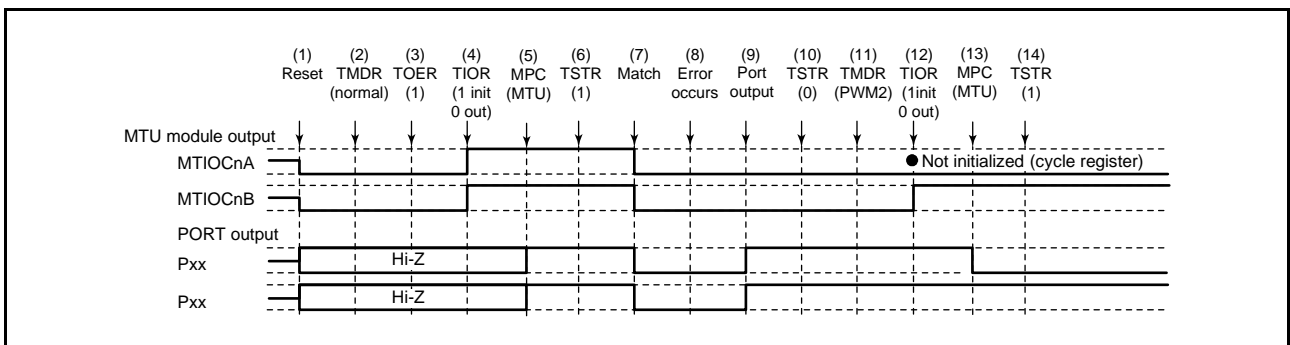 (1) (2) (3) (4) (5) (6) (7) (8) (9) (10) (11) (12) (13) (14)
Reset TMDR TOER TIOR MPC TSTR Match Error Port TSTR TMDR TIOR MPC TSTR
(normal) (1) (1 init (MTU) (1) occurs output (0) (PWM2) (1init (MTU) (1)
0 out) 0 out)
MTU module output
MTIOCnA Not initialized (cycle register)
MTIOCnB
PORT output
Pxx Hi-Z
Pxx Hi-Z